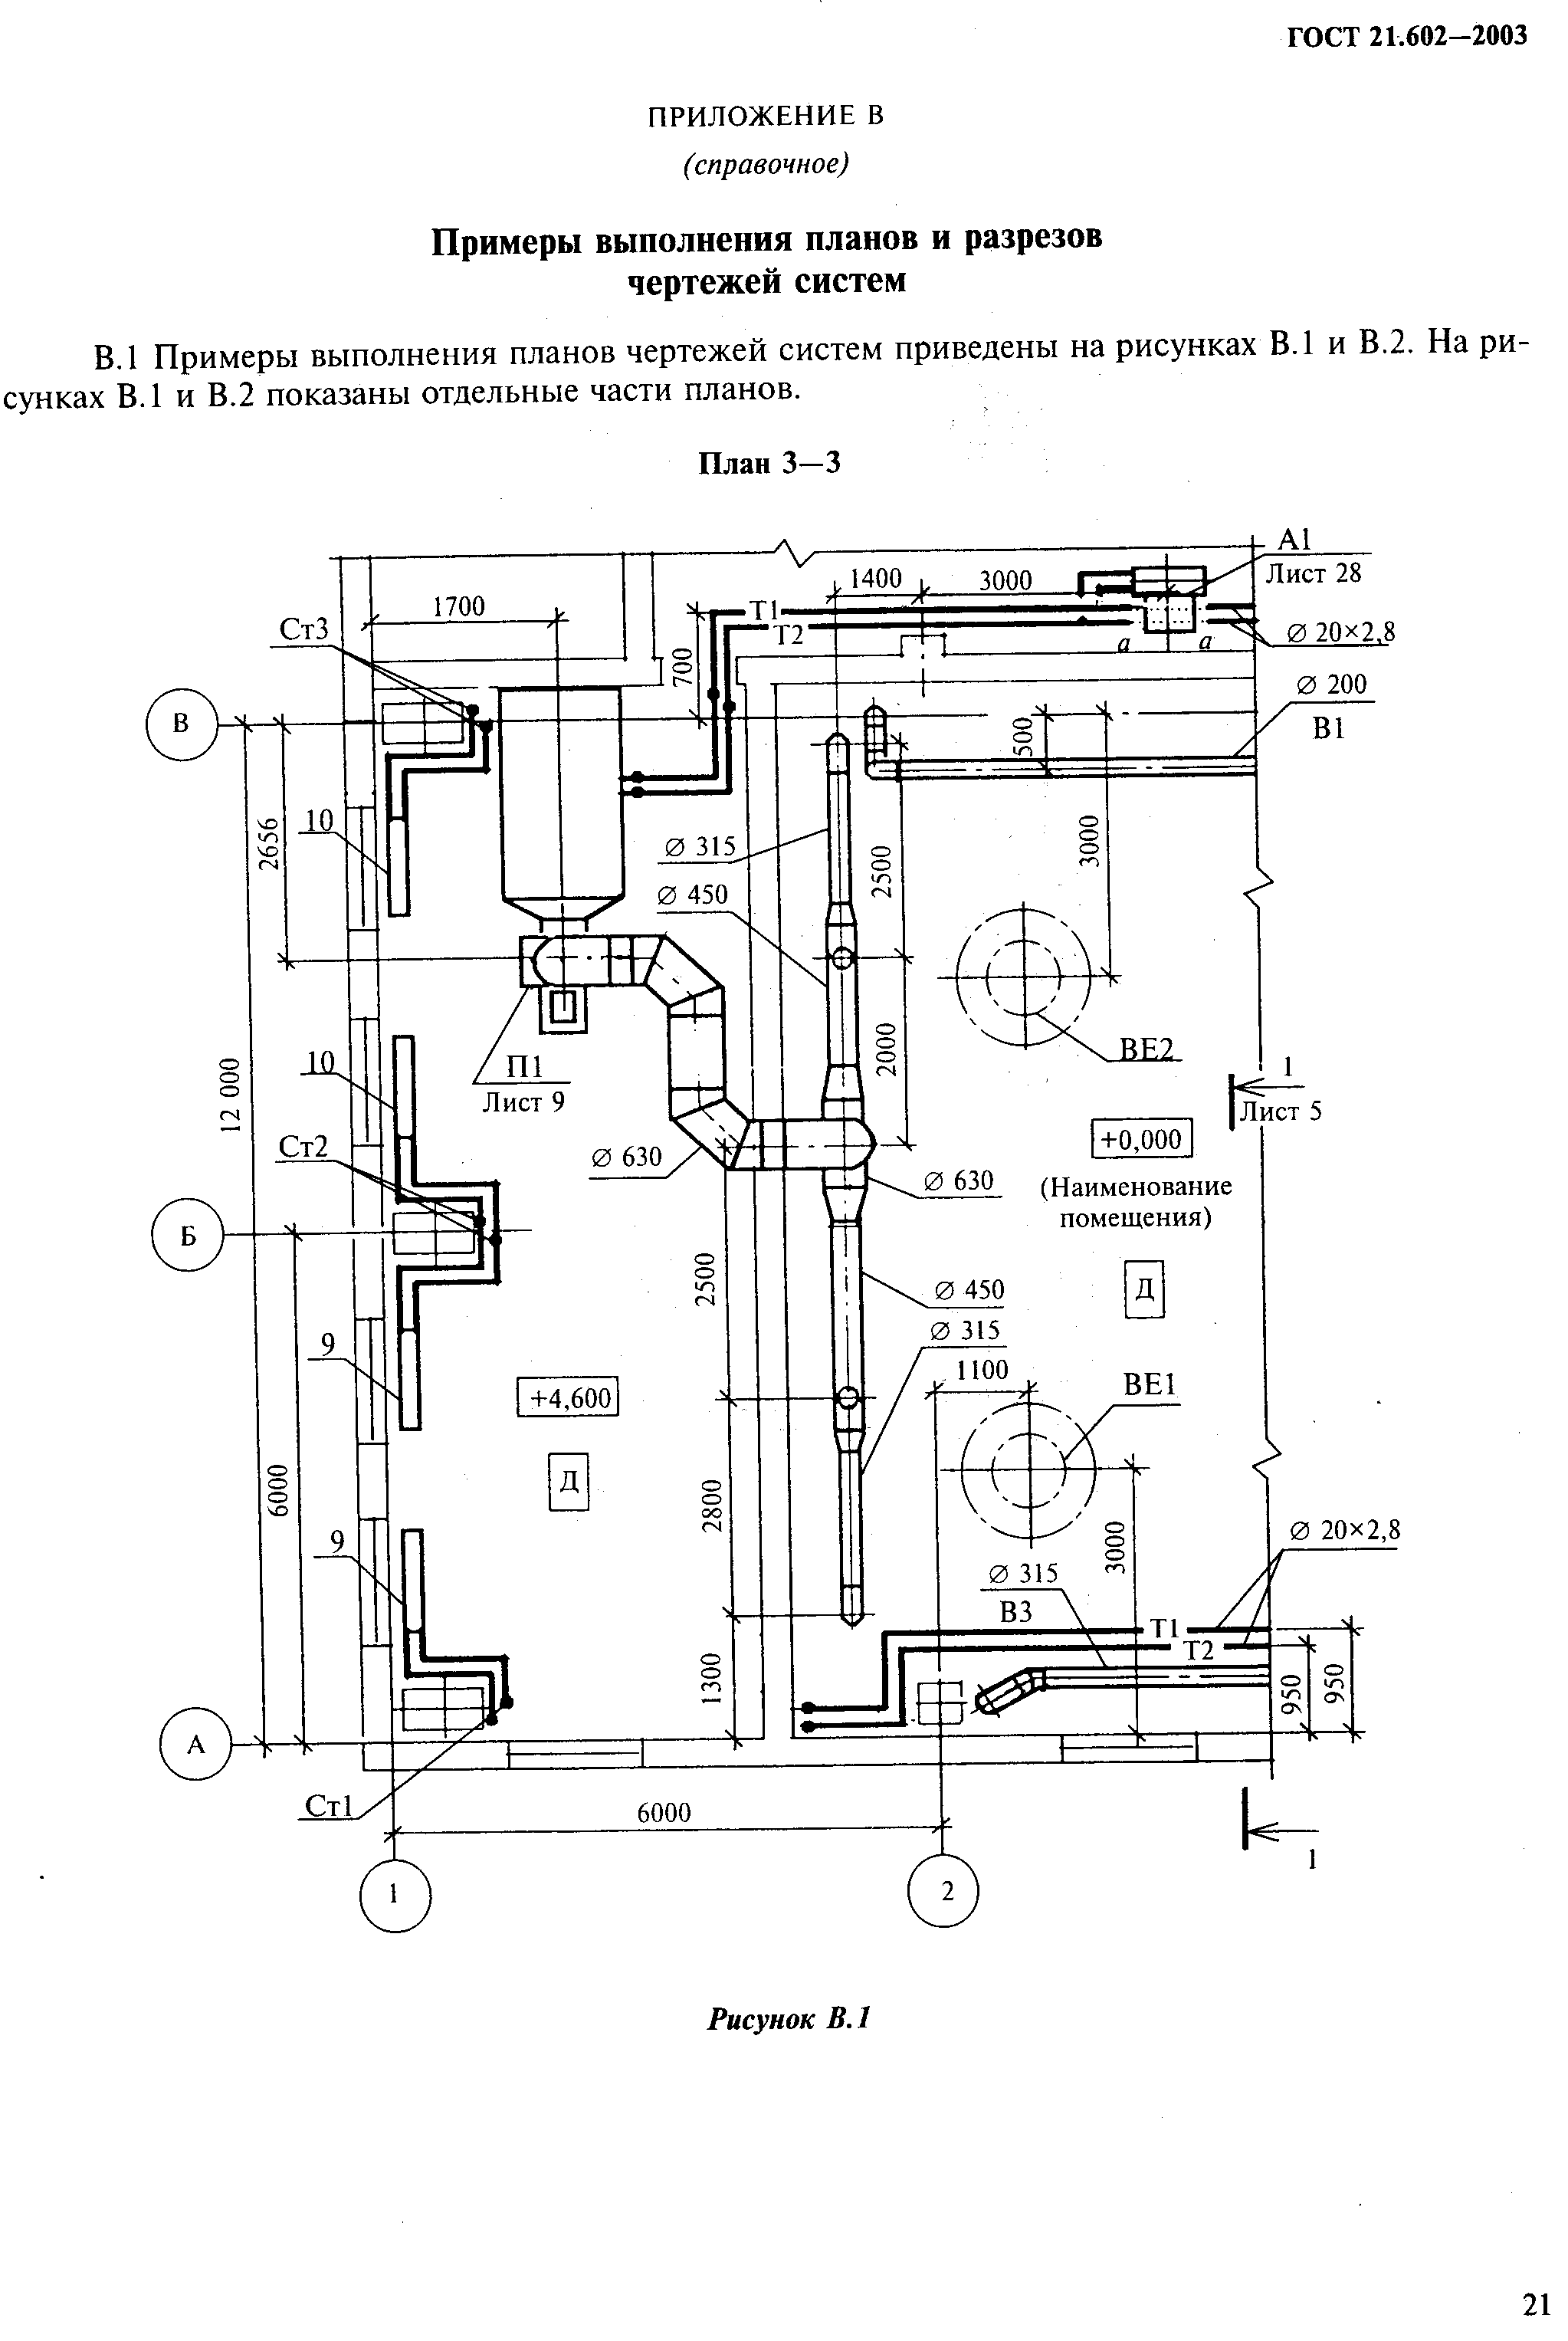 ГОСТ 21.602—2003
ПРИЛОЖЕНИЕ В
(справочное)
Примеры выполнения планов и разрезов
чертежей систем
В.1 Примеры выполнения планов чертежей систем приведены на рисунках В.1 и В.2. На ри-
сунках В.1 и В.2 показаны отдельные части планов.
План 3—3
А1
Лист 28
1400
3000
1700
Ст3
Т1
Т2
∅ 20×2,8
а
а
700
∅ 200
В1
В
500
10
2656
∅ 315
2500
3000
∅ 450
12 000
10
П1
Лист 9
2000
ВЕ2
1
Лист 5
+0,000
Ст2
∅ 630
∅ 630
(Наименование
помещения)
Б
2500
∅ 450
Д
9
∅ 315
1100
ВЕ1
+4,600
Д
6000
2800
9
3000
∅ 20×2,8
∅ 315
В3
Т1
Т2
1300
950
950
А
Ст1
6000
1
1
2
Рисунок В.1
21